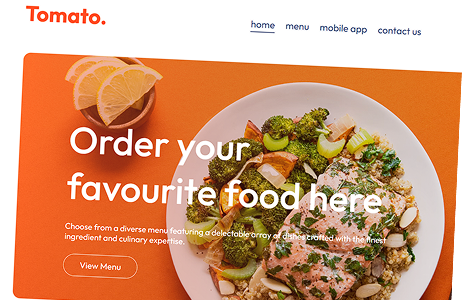 Tomato.
home menu mobile app contact us
Order your
favourite food here
Choose from a diverse menu featuring a delectable array of dishes crafted with the finest
ingredient and culinary expertise.
View Menu